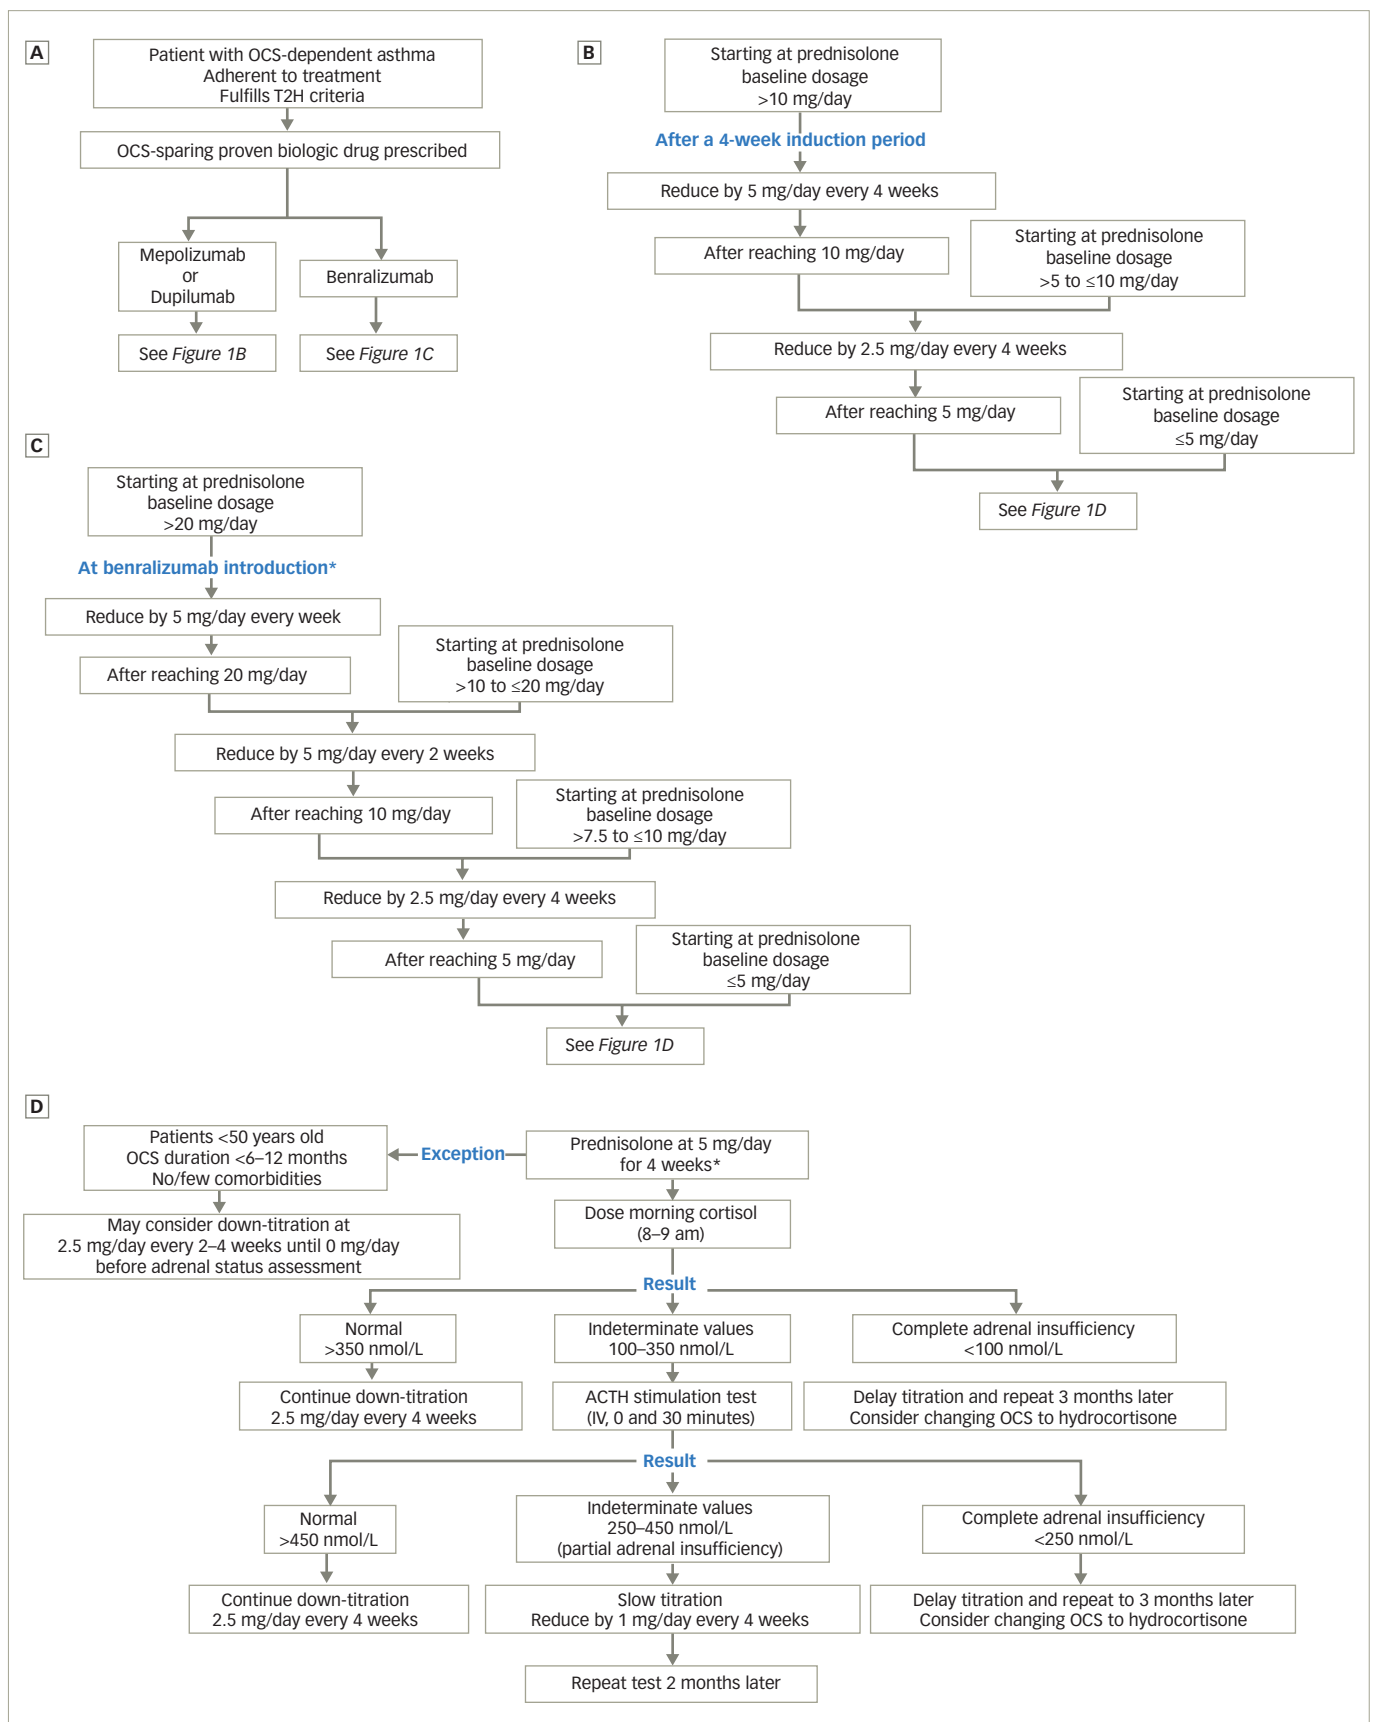 A
Patient with OCS-dependent asthma
Adherent to treatment
Fulfills T2H criteria
OCS-sparing proven biologic drug prescribed
Mepolizumab
or
Dupilumab
Benralizumab
See Figure 1B
See Figure 1C
B
Starting at prednisolone
baseline dosage
>10 mg/day
After a 4-week induction period
Reduce by 5 mg/day every 4 weeks
After reaching 10 mg/day
Starting at prednisolone
baseline dosage
>5 to ≤10 mg/day
Reduce by 2.5 mg/day every 4 weeks
After reaching 5 mg/day
Starting at prednisolone
baseline dosage
≤5 mg/day
See Figure 1D
C
Starting at prednisolone
baseline dosage
>20 mg/day
At benralizumab introduction*
Reduce by 5 mg/day every week
After reaching 20 mg/day
Starting at prednisolone
baseline dosage
>10 to ≤20 mg/day
Reduce by 5 mg/day every 2 weeks
After reaching 10 mg/day
Starting at prednisolone
baseline dosage
>7.5 to ≤10 mg/day
Reduce by 2.5 mg/day every 4 weeks
After reaching 5 mg/day
Starting at prednisolone
baseline dosage
≤5 mg/day
See Figure 1D
D
Patients <50 years old
OCS duration <6–12 months
No/few comorbidities
Exception
Prednisolone at 5 mg/day
for 4 weeks*
May consider down-titration at
2.5 mg/day every 2–4 weeks until 0 mg/day
before adrenal status assessment
Dose morning cortisol
(8–9 am)
Result
Normal
>350 nmol/L
Indeterminate values
100–350 nmol/L
Complete adrenal insufficiency
<100 nmol/L
Continue down-titration
2.5 mg/day every 4 weeks
ACTH stimulation test
(IV, 0 and 30 minutes)
Delay titration and repeat 3 months later
Consider changing OCS to hydrocortisone
Result
Normal
>450 nmol/L
Indeterminate values
250–450 nmol/L
(partial adrenal insufficiency)
Complete adrenal insufficiency
<250 nmol/L
Continue down-titration
2.5 mg/day every 4 weeks
Slow titration
Reduce by 1 mg/day every 4 weeks
Delay titration and repeat to 3 months later
Consider changing OCS to hydrocortisone
Repeat test 2 months later